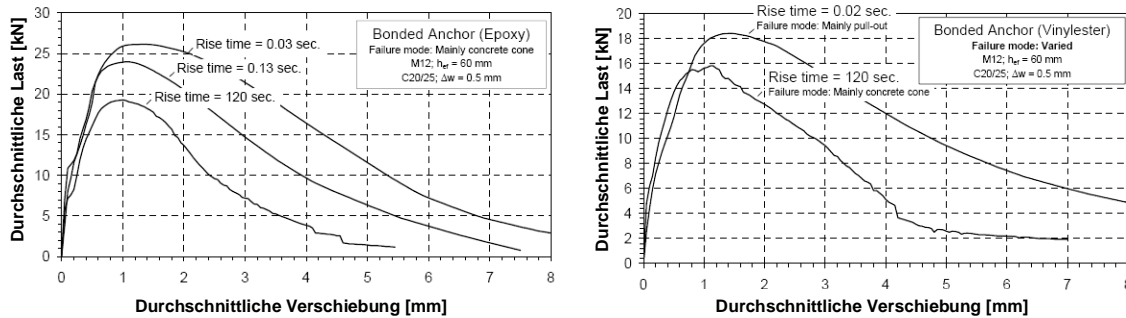 Durchschnittliche Last [kN]
35
30
25
20
15
10
5
0
Bonded Anchor (Epoxy)
Failure mode: Mainly concrete cone
M12; hef = 60 mm
C20/25; Δw = 0.5 mm
Rise time = 0.03 sec.
Rise time = 0.13 sec.
Rise time = 120 sec.
0 1 2 3 4 5 6 7 8
Durchschnittliche Verschiebung [mm]
Durchschnittliche Last [kN]
20
18
16
14
12
10
8
6
4
2
0
Rise time = 0.02 sec.
Failure mode: Mainly pull-out
Bonded Anchor (Vinylester)
Failure mode: Varied
M12; hef = 60 mm
C20/25; Δw = 0.5 mm
Rise time = 120 sec.
Failure mode: Mainly concrete cone
0 1 2 3 4 5 6 7 8
Durchschnittliche Verschiebung [mm]